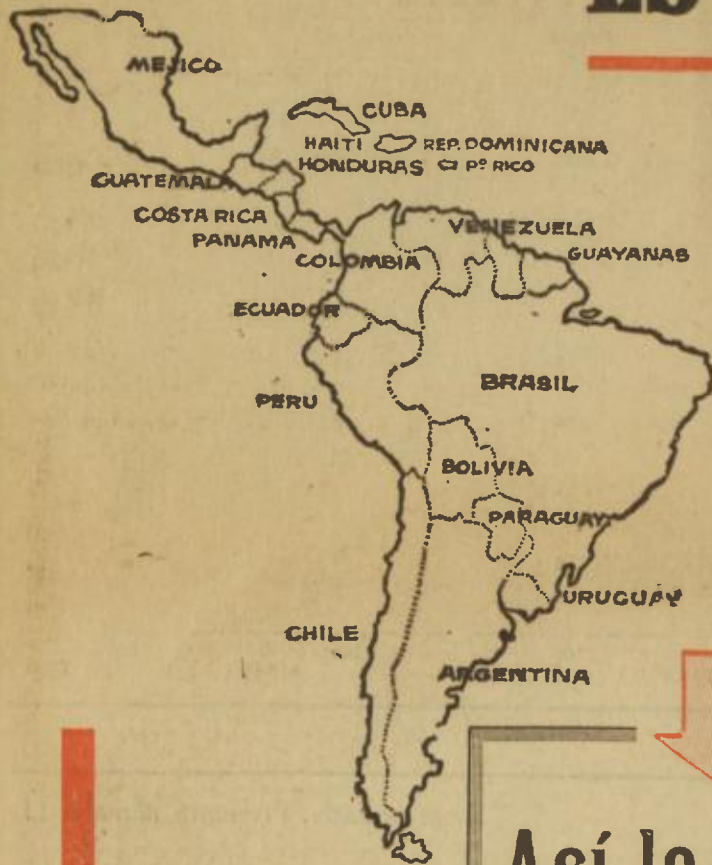 ES
MEJICO
CUBA
HAITI REP. DOMINICANA
HONDURAS Pº RICO
GUATEMALA
COSTA RICA
PANAMA
VENEZUELA
COLOMBIA
GUAYANAS
ECUADOR
BRASIL
PERU
BOLIVIA
PARAGUAY
URUGUAY
CHILE
ARGENTINA
Así lo